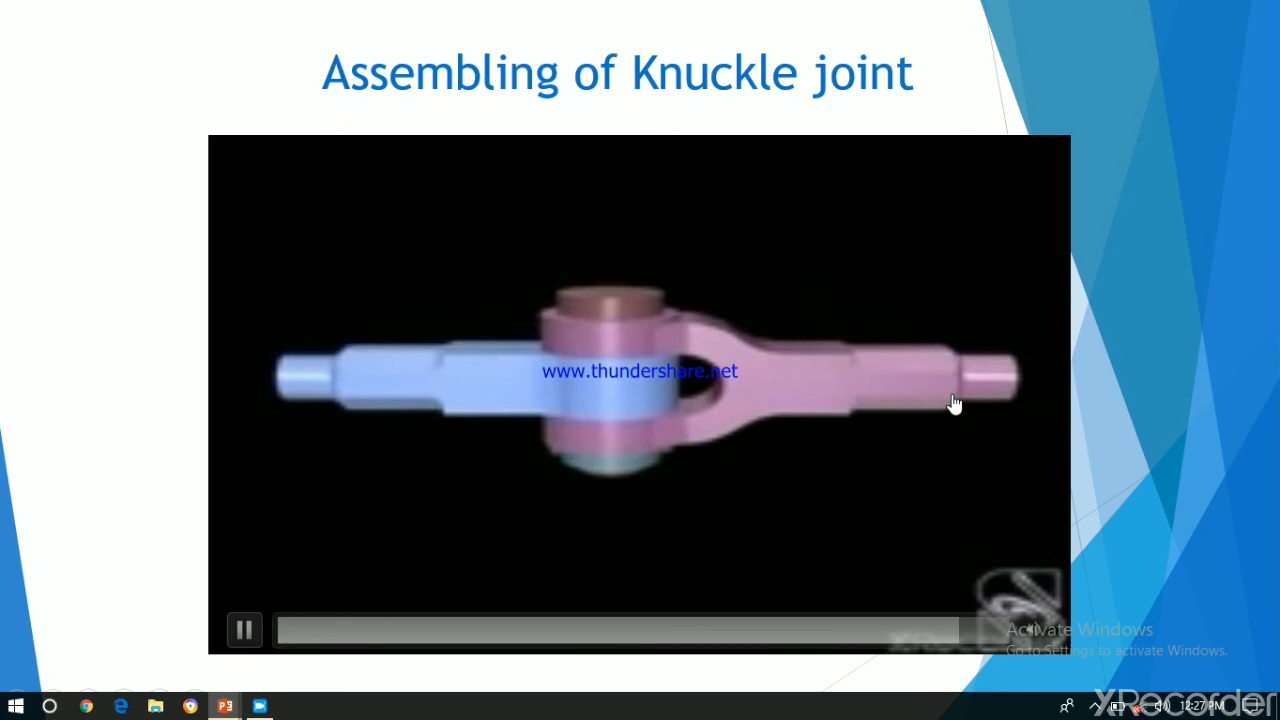 Assembling of Knuckle joint
www.thundershare.net
Activate Windows
Go to Settings to activate Windows.
12:27 PM
XRecorder